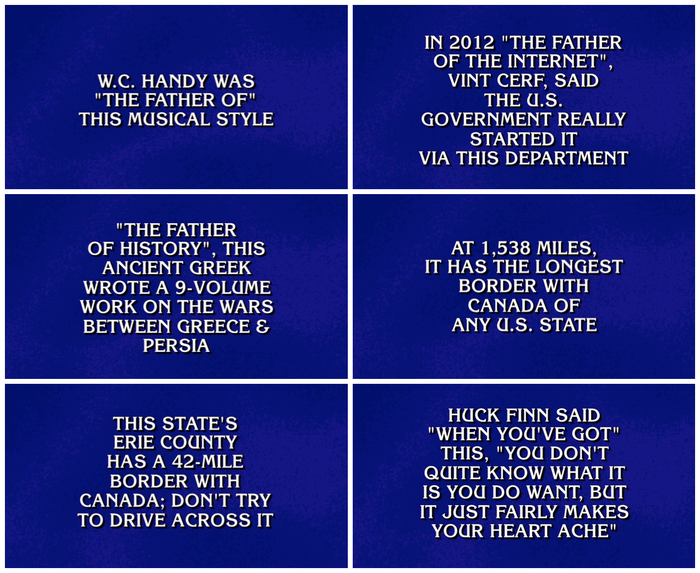 W.C. HANDY WAS
"THE FATHER OF"
THIS MUSICAL STYLE
IN 2012 "THE FATHER
OF THE INTERNET",
VINT CERF, SAID
THE U.S.
GOVERNMENT REALLY
STARTED IT
VIA THIS DEPARTMENT
"THE FATHER
OF HISTORY", THIS
ANCIENT GREEK
WROTE A 9-VOLUME
WORK ON THE WARS
BETWEEN GREECE &
PERSIA
AT 1,538 MILES,
IT HAS THE LONGEST
BORDER WITH
CANADA OF
ANY U.S. STATE
THIS STATE'S
ERIE COUNTY
HAS A 42-MILE
BORDER WITH
CANADA; DON'T TRY
TO DRIVE ACROSS IT
HUCK FINN SAID
"WHEN YOU'VE GOT"
THIS, "YOU DON'T
QUITE KNOW WHAT IT
IS YOU DO WANT, BUT
IT JUST FAIRLY MAKES
YOUR HEART ACHE"